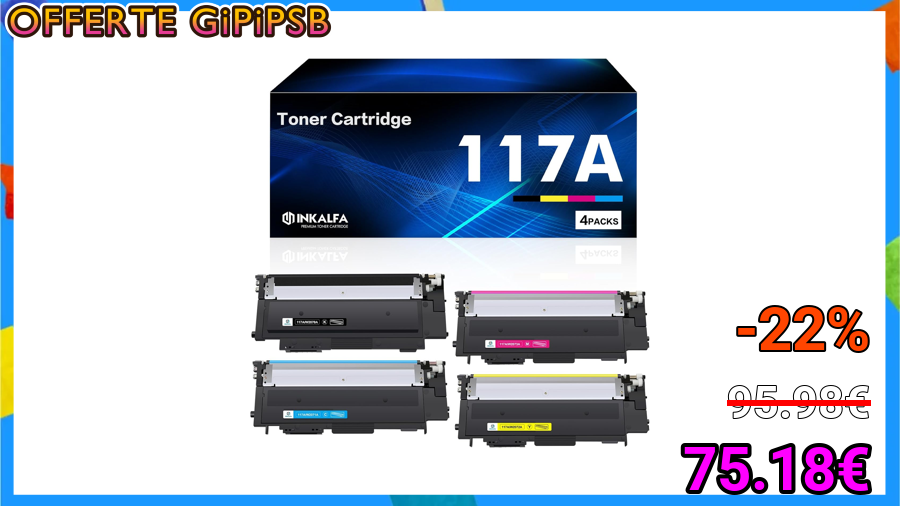 OFFERTE GiPiPSB
Toner Cartridge
117A
INKALFA
PREMIUM TONER CARTRIDGE
4PACKS
-22%
95.98€
75.18€